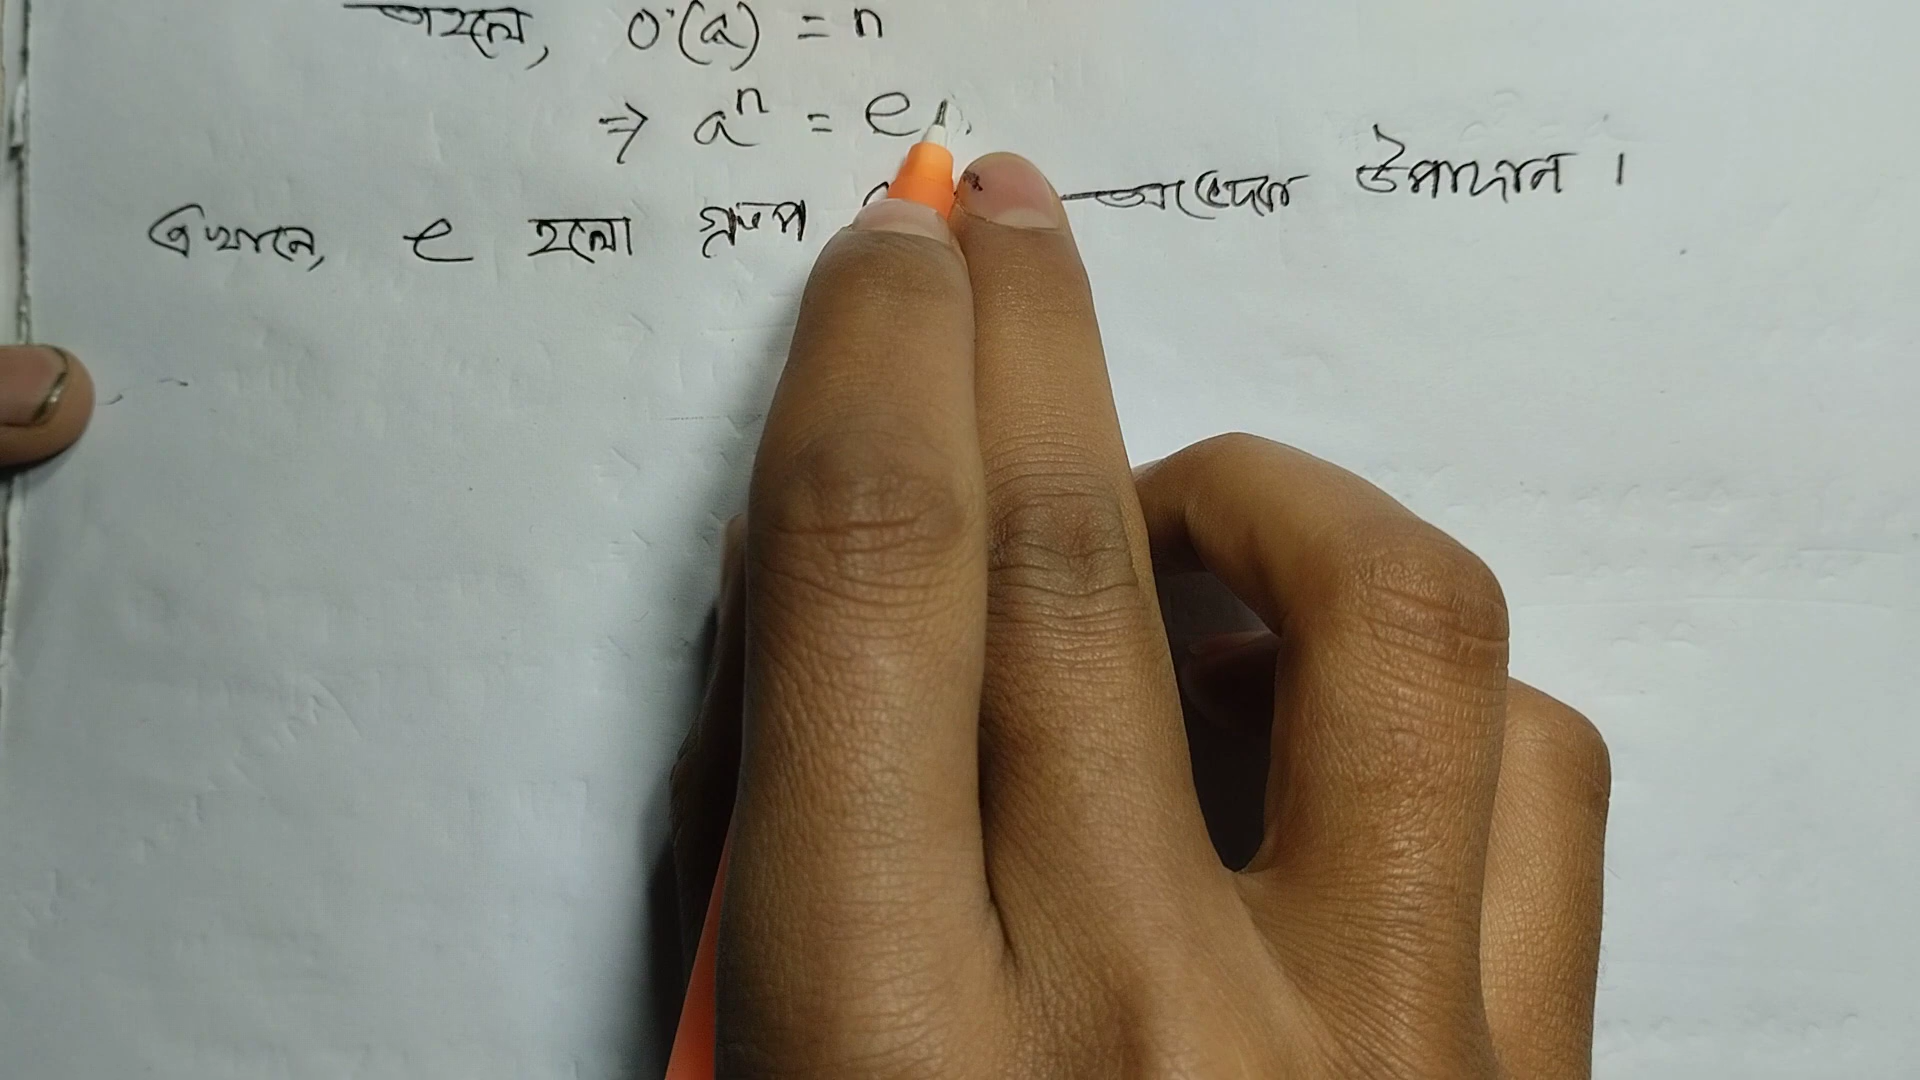 তাহলে, O(a) = n
⇒ aⁿ = e
এখানে, e হলো গ্রুপ অভেদক উপাদান ।